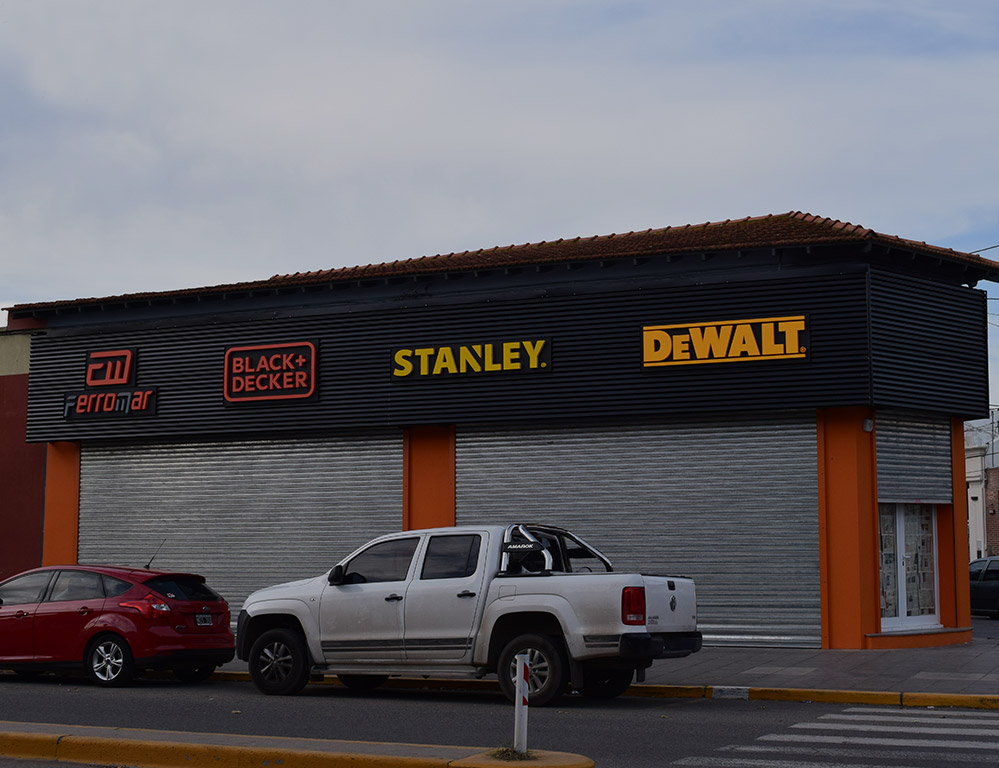 FM
FerroMar
BLACK+
DECKER
STANLEY
DEWALT
AMAROK